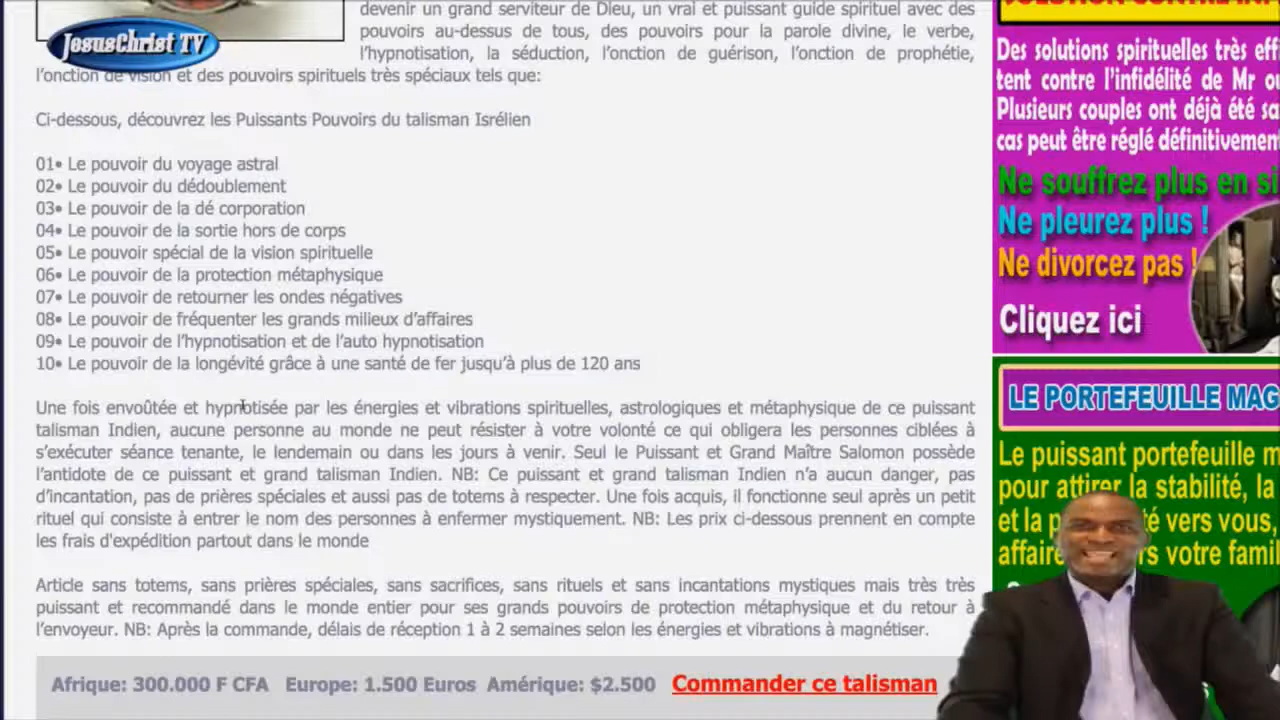 devenir un grand serviteur de Dieu, un vrai et puissant guide spirituel avec des
pouvoirs au-dessus de tous, des pouvoirs pour la parole divine, le verbe,
l'hypnotisation, la séduction, l'onction de guérison, l'onction de prophétie,
l'onction de vision et des pouvoirs spirituels très spéciaux tels que:
JesusChrist TV
Ci-dessous, découvrez les Puissants Pouvoirs du talisman Isrélien
01• Le pouvoir du voyage astral
02• Le pouvoir du dédoublement
03• Le pouvoir de la dé corporation
04• Le pouvoir de la sortie hors de corps
05• Le pouvoir spécial de la vision spirituelle
06• Le pouvoir de la protection métaphysique
07• Le pouvoir de retourner les ondes négatives
08• Le pouvoir de fréquenter les grands milieux d'affaires
09• Le pouvoir de l'hypnotisation et de l'auto hypnotisation
10• Le pouvoir de la longévité grâce à une santé de fer jusqu'à plus de 120 ans
Une fois envoûtée et hypnotisée par les énergies et vibrations spirituelles, astrologiques et métaphysique de ce puissant
talisman Indien, aucune personne au monde ne peut résister à votre volonté ce qui obligera les personnes ciblées à
s'exécuter séance tenante, le lendemain ou dans les jours à venir. Seul le Puissant et Grand Maître Salomon possède
l'antidote de ce puissant et grand talisman Indien. NB: Ce puissant et grand talisman Indien n'a aucun danger, pas
d'incantation, pas de prières spéciales et aussi pas de totems à respecter. Une fois acquis, il fonctionne seul après un petit
rituel qui consiste à entrer le nom des personnes à enfermer mystiquement. NB: Les prix ci-dessous prennent en compte
les frais d'expédition partout dans le monde
Article sans totems, sans prières spéciales, sans sacrifices, sans rituels et sans incantations mystiques mais très très
puissant et recommandé dans le monde entier pour ses grands pouvoirs de protection métaphysique et du retour à
l'envoyeur. NB: Après la commande, délais de réception 1 à 2 semaines selon les énergies et vibrations à magnétiser.
Afrique: 300.000 F CFA Europe: 1.500 Euros Amérique: $2.500 Commander ce talisman
Des solutions spirituelles très eff
tent contre l'infidélité de Mr ou
Plusieurs couples ont déjà été sa
cas peut être réglé définitivement
Ne souffrez plus en si
Ne pleurez plus !
Ne divorcez pas !
Cliquez ici
LE PORTEFEUILLE MAG
Le puissant portefeuille m
pour attirer la stabilité, la
et la p té vers vous,
affaire rs votre famil